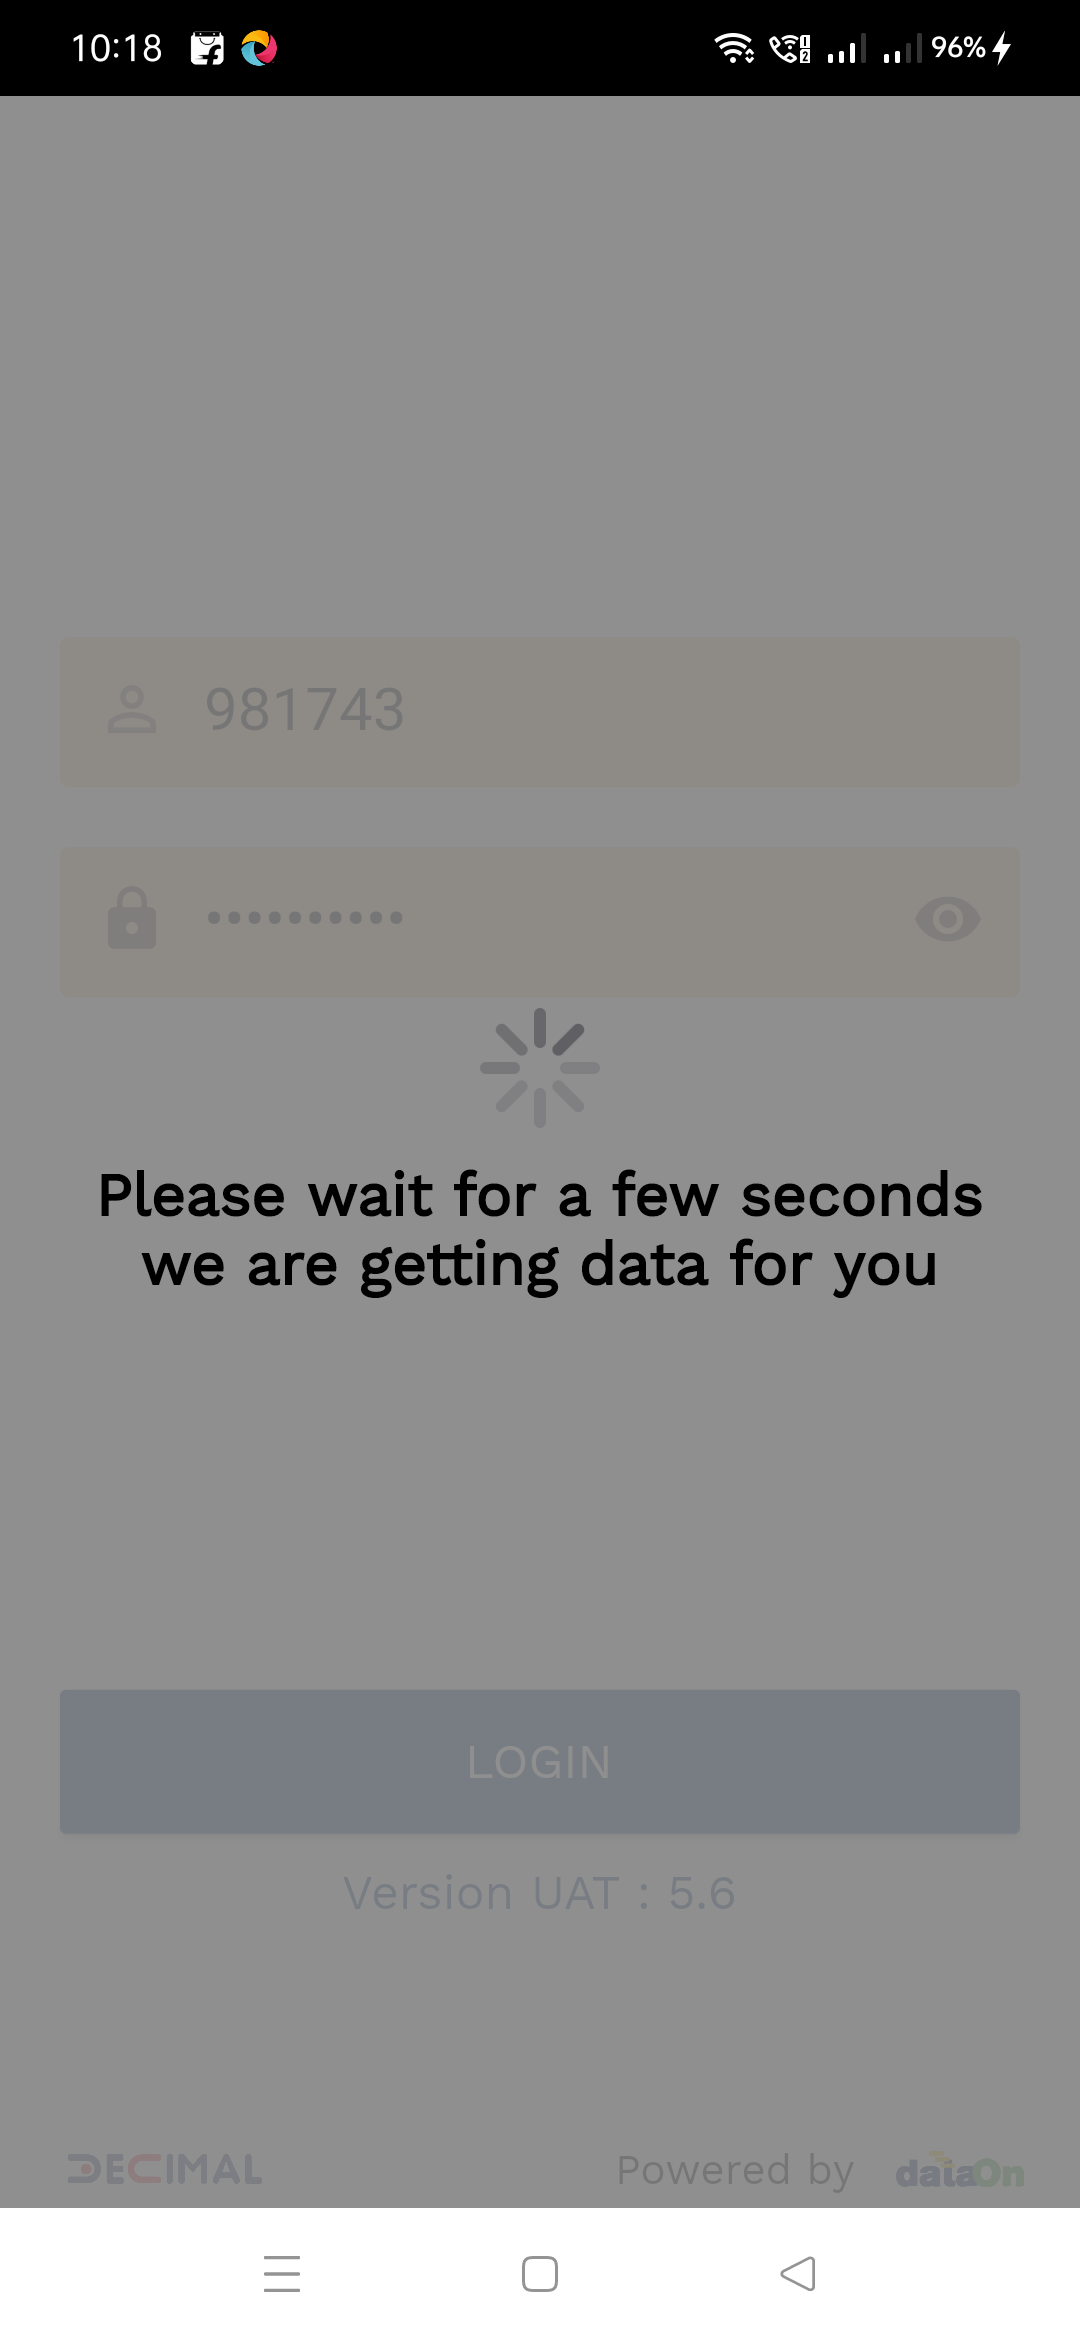 10:18 96%
981743
••••••••••
Please wait for a few seconds
we are getting data for you
LOGIN
Version UAT : 5.6
DECIMAL Powered by dataOn